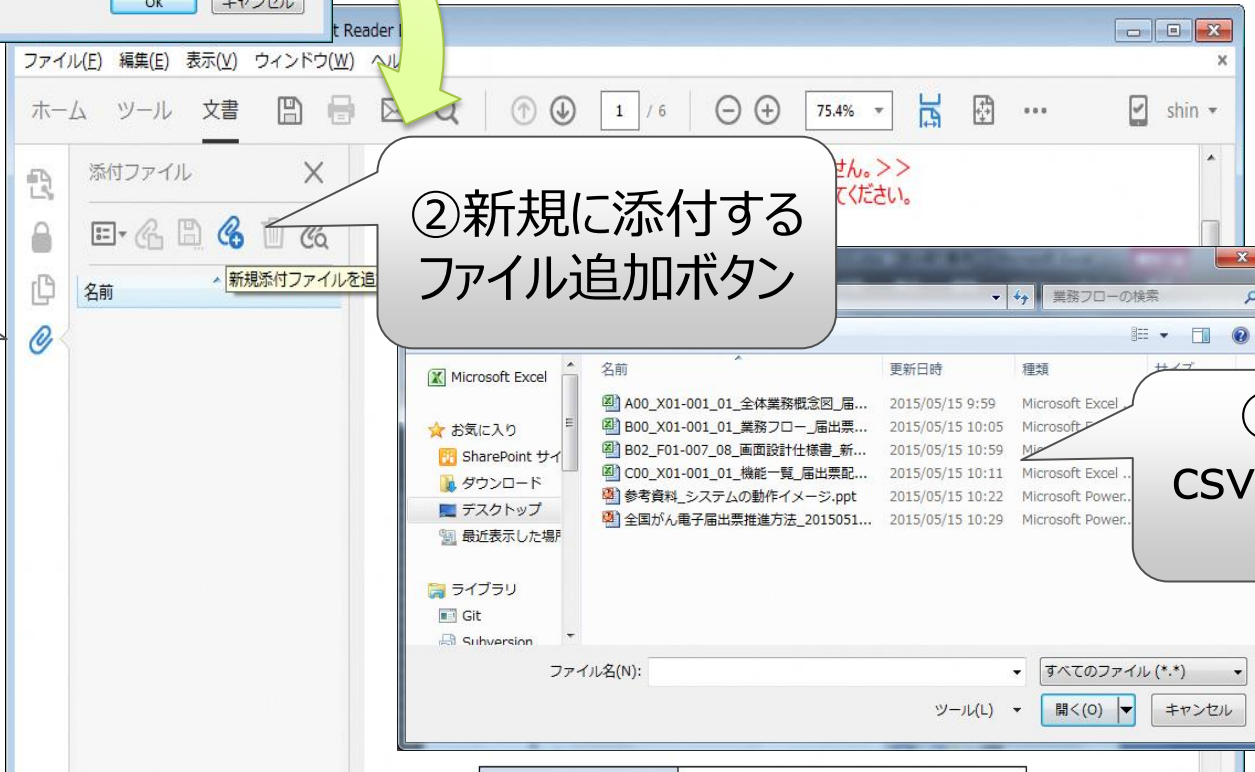 OK キャンセル
t Reader
ファイル(F) 編集(E) 表示(V) ウィンドウ(W) ヘル
ホーム ツール 文書 1 / 6 75.4% shin
添付ファイル
せん。>>
てください。
②新規に添付する
ファイル追加ボタン
新規添付ファイルを追
名前
業務フローの検索
Microsoft Excel
お気に入り
SharePoint サイ
ダウンロード
デスクトップ
最近表示した場所
ライブラリ
Git
Subversion
名前 更新日時 種類 サイズ
A00_X01-001_01_全体業務概念図_届... 2015/05/15 9:59 Microsoft Excel
B00_X01-001_01_業務フロー_届出票... 2015/05/15 10:05 Microsoft
B02_F01-007_08_画面設計仕様書_新... 2015/05/15 10:59 Mic
C00_X01-001_01_機能一覧_届出票配... 2015/05/15 10:11 Microsoft Excel ...
参考資料_システムの動作イメージ.ppt 2015/05/15 10:22 Microsoft Power...
全国がん電子届出票推進方法_2015051... 2015/05/15 10:29 Microsoft Power...
CSV
ファイル名(N): すべてのファイル (*.*)
ツール(L) 開く(O) キャンセル